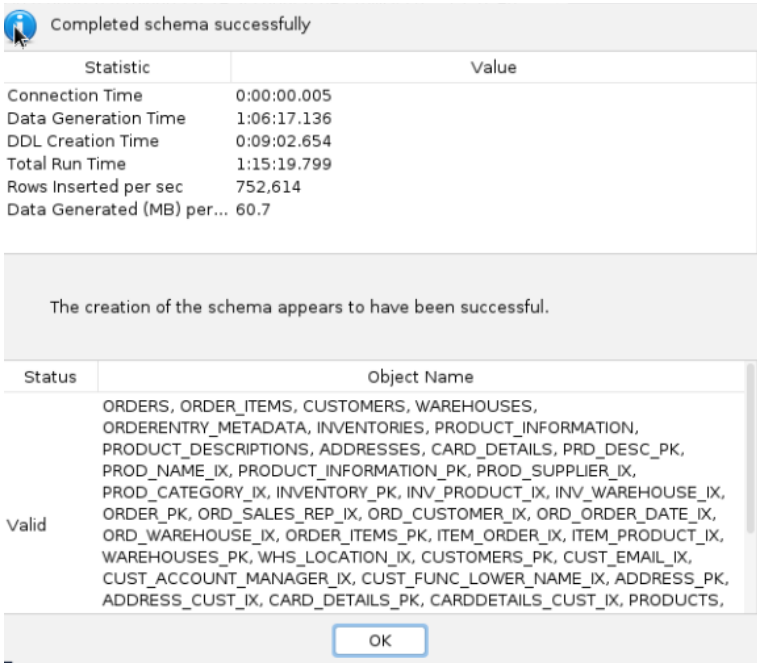 Completed schema successfully
Statistic Value
Connection Time 0:00:00.005
Data Generation Time 1:06:17.136
DDL Creation Time 0:09:02.654
Total Run Time 1:15:19.799
Rows Inserted per sec 752,614
Data Generated (MB) per... 60.7
The creation of the schema appears to have been successful.
Status Object Name
ORDERS, ORDER_ITEMS, CUSTOMERS, WAREHOUSES,
ORDERENTRY_METADATA, INVENTORIES, PRODUCT_INFORMATION,
PRODUCT_DESCRIPTIONS, ADDRESSES, CARD_DETAILS, PRD_DESC_PK,
PROD_NAME_IX, PRODUCT_INFORMATION_PK, PROD_SUPPLIER_IX,
PROD_CATEGORY_IX, INVENTORY_PK, INV_PRODUCT_IX, INV_WAREHOUSE_IX,
ORDER_PK, ORD_SALES_REP_IX, ORD_CUSTOMER_IX, ORD_ORDER_DATE_IX,
Valid ORD_WAREHOUSE_IX, ORDER_ITEMS_PK, ITEM_ORDER_IX, ITEM_PRODUCT_IX,
WAREHOUSES_PK, WHS_LOCATION_IX, CUSTOMERS_PK, CUST_EMAIL_IX,
CUST_ACCOUNT_MANAGER_IX, CUST_FUNC_LOWER_NAME_IX, ADDRESS_PK,
ADDRESS_CUST_IX, CARD_DETAILS_PK, CARDDETAILS_CUST_IX, PRODUCTS,
OK